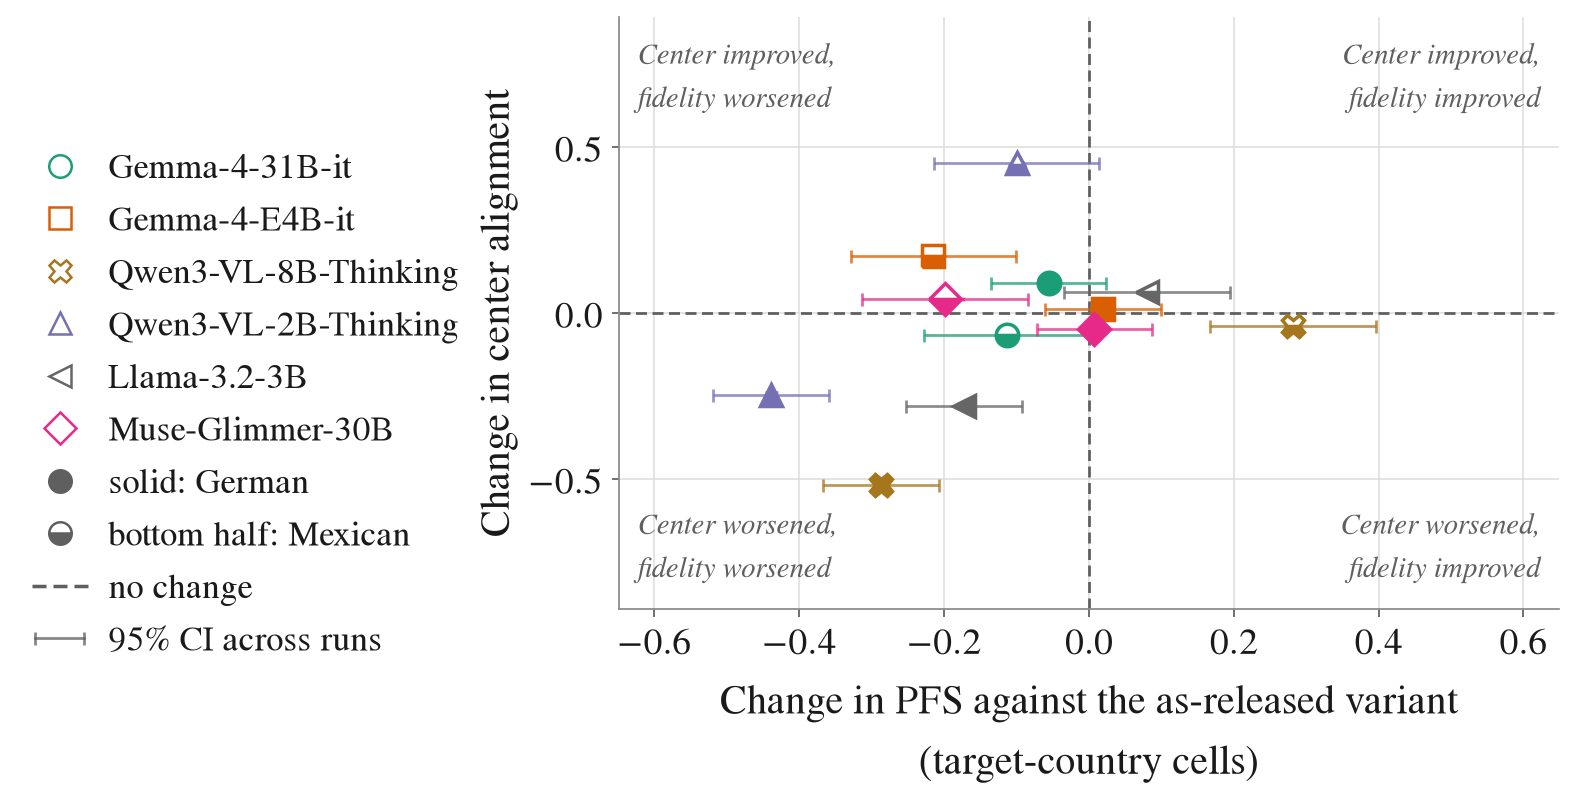 Center improved,
fidelity worsened
Center improved,
fidelity improved
Center worsened,
fidelity worsened
Center worsened,
fidelity improved
Change in center alignment
0.5
0.0
−0.5
−0.6
−0.4
−0.2
0.0
0.2
0.4
0.6
Change in PFS against the as-released variant
(target-country cells)
Gemma-4-31B-it
Gemma-4-E4B-it
Qwen3-VL-8B-Thinking
Qwen3-VL-2B-Thinking
Llama-3.2-3B
Muse-Glimmer-30B
solid: German
bottom half: Mexican
no change
95% CI across runs